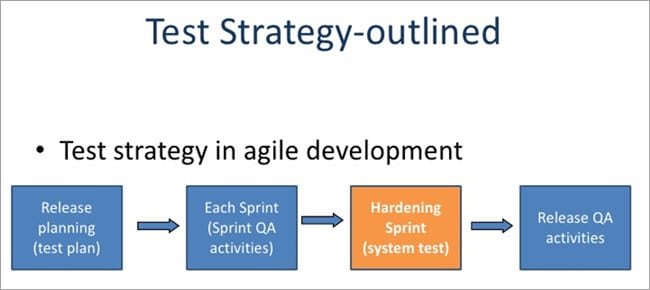 Test Strategy-outlined
• Test strategy in agile development
Release
planning
(test plan)
Each Sprint
(Sprint QA
activities)
Hardening
Sprint
(system test)
Release QA
activities